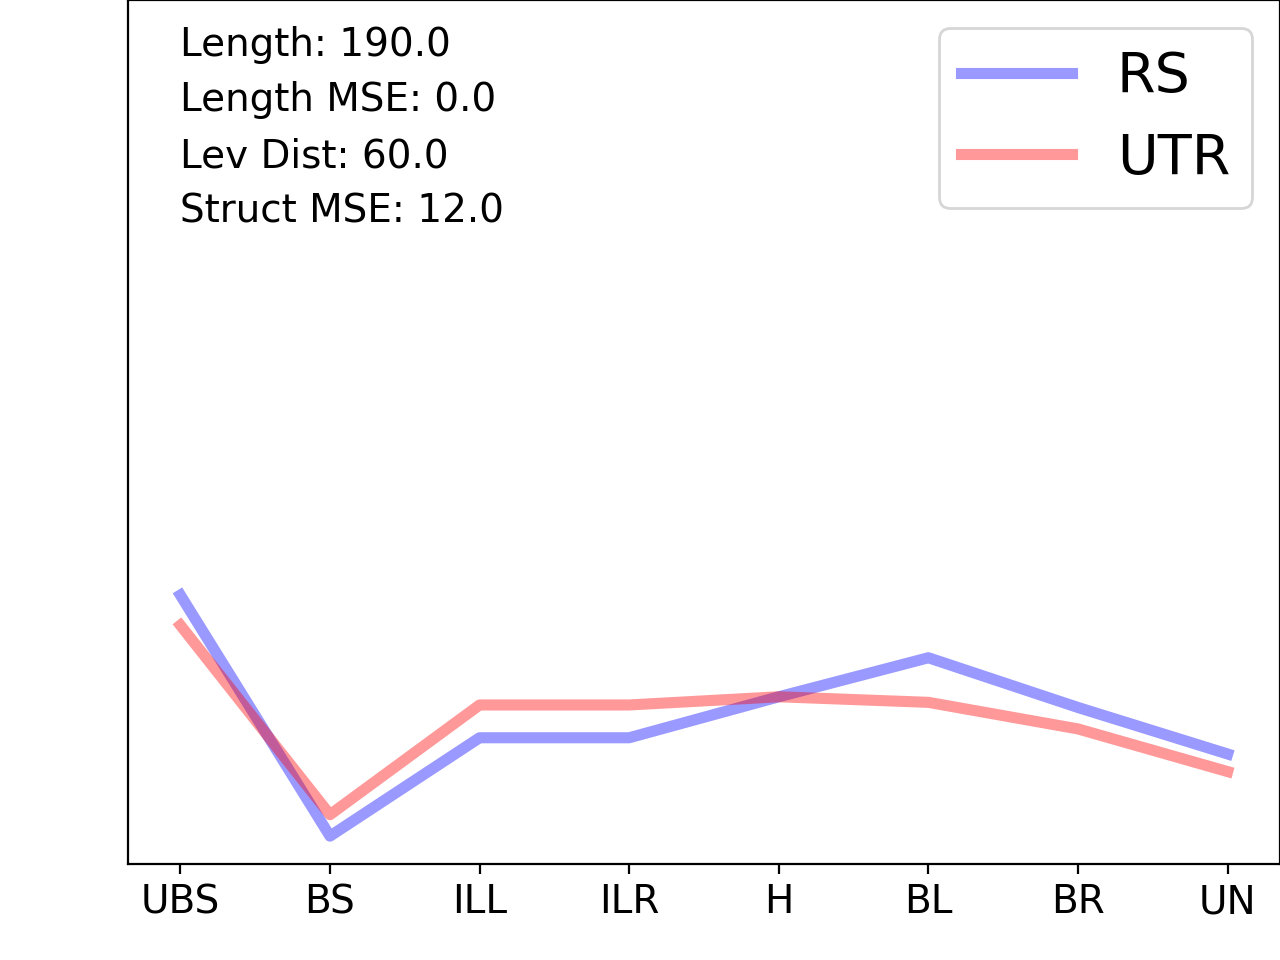 Length: 190.0
Length MSE: 0.0
Lev Dist: 60.0
Struct MSE: 12.0
RS
UTR
UBS BS ILL ILR H BL BR UN